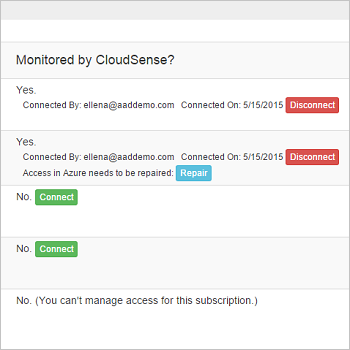 Monitored by CloudSense?
Yes.
Connected By: ellena@aaddemo.com Connected On: 5/15/2015 Disconnect
Yes.
Connected By: ellena@aaddemo.com Connected On: 5/15/2015 Disconnect
Access in Azure needs to be repaired: Repair
No. Connect
No. Connect
No. (You can't manage access for this subscription.)